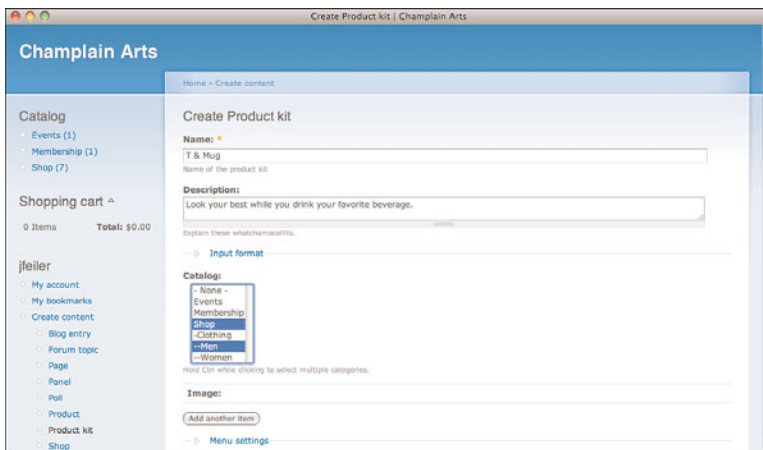 Create Product kit | Champlain Arts
Champlain Arts
Home › Create content
Catalog
Events (1)
Membership (1)
Shop (7)
Shopping cart
0 Items Total: $0.00
jfeiler
My account
My bookmarks
Create content
Blog entry
Forum topic
Page
Panel
Poll
Product
Product kit
Shop
Create Product kit
Name: *
T & Mug
Name of the product kit
Description:
Look your best while you drink your favorite beverage.
Explain these whatchamacallits.
Input format
Catalog:
- None -
Events
Membership
Shop
-Clothing
--Men
--Women
Hold Ctrl while clicking to select multiple categories.
Image:
Add another item
Menu settings